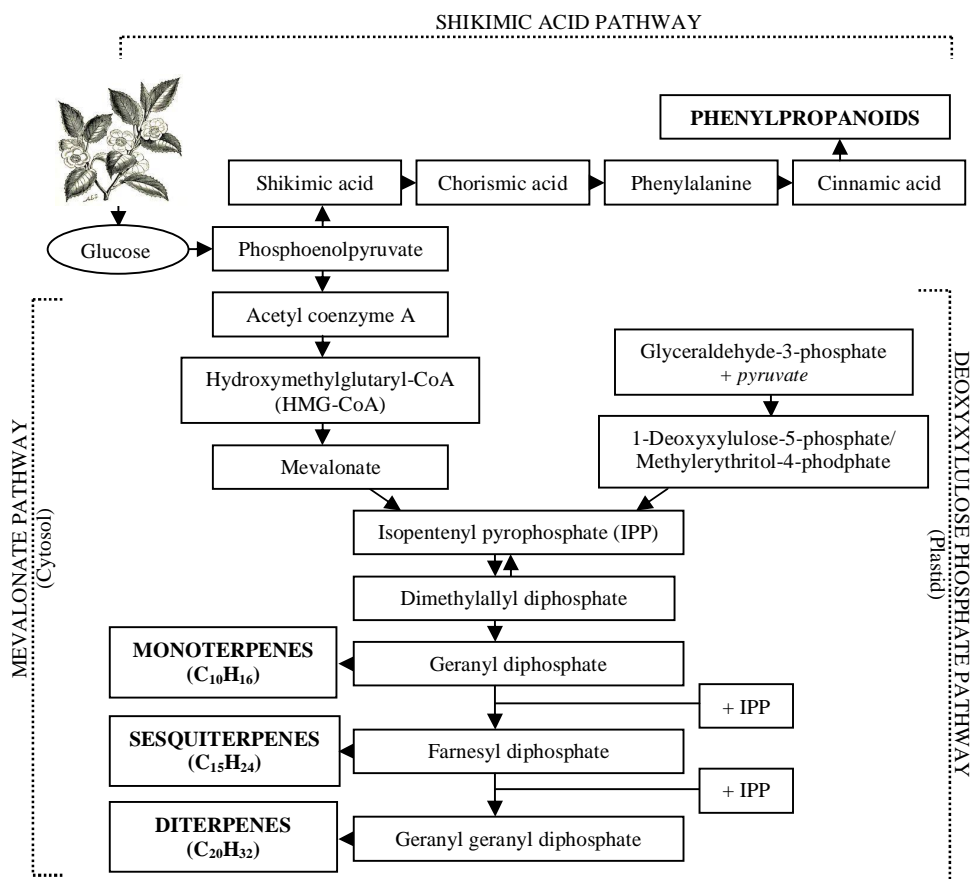 SHIKIMIC ACID PATHWAY
PHENYLPROPANOIDS
Shikimic acid
Chorismic acid
Phenylalanine
Cinnamic acid
Glucose
Phosphoenolpyruvate
Acetyl coenzyme A
Hydroxymethylglutaryl-CoA
(HMG-CoA)
Mevalonate
Glyceraldehyde-3-phosphate
+ pyruvate
1-Deoxyxylulose-5-phosphate/
Methylerythritol-4-phodphate
MEVALONATE PATHWAY
(Cytosol)
DEOXYXYLULOSE PHOSPHATE PATHWAY
(Plastid)
Isopentenyl pyrophosphate (IPP)
Dimethylallyl diphosphate
MONOTERPENES
(C₁₀H₁₆)
Geranyl diphosphate
+ IPP
SESQUITERPENES
(C₁₅H₂₄)
Farnesyl diphosphate
+ IPP
DITERPENES
(C₂₀H₃₂)
Geranyl geranyl diphosphate